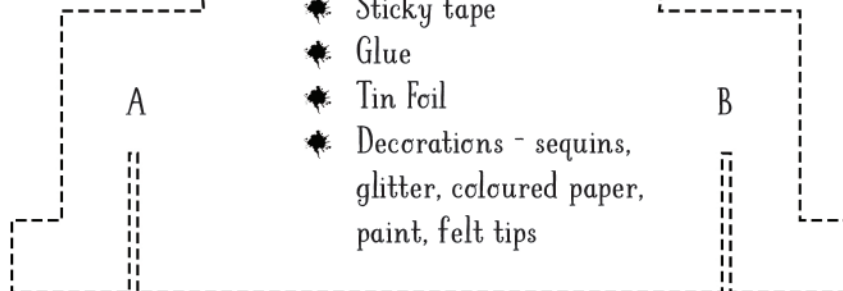 Sticky tape
Glue
A
Tin Foil
B
Decorations - sequins,
glitter, coloured paper,
paint, felt tips